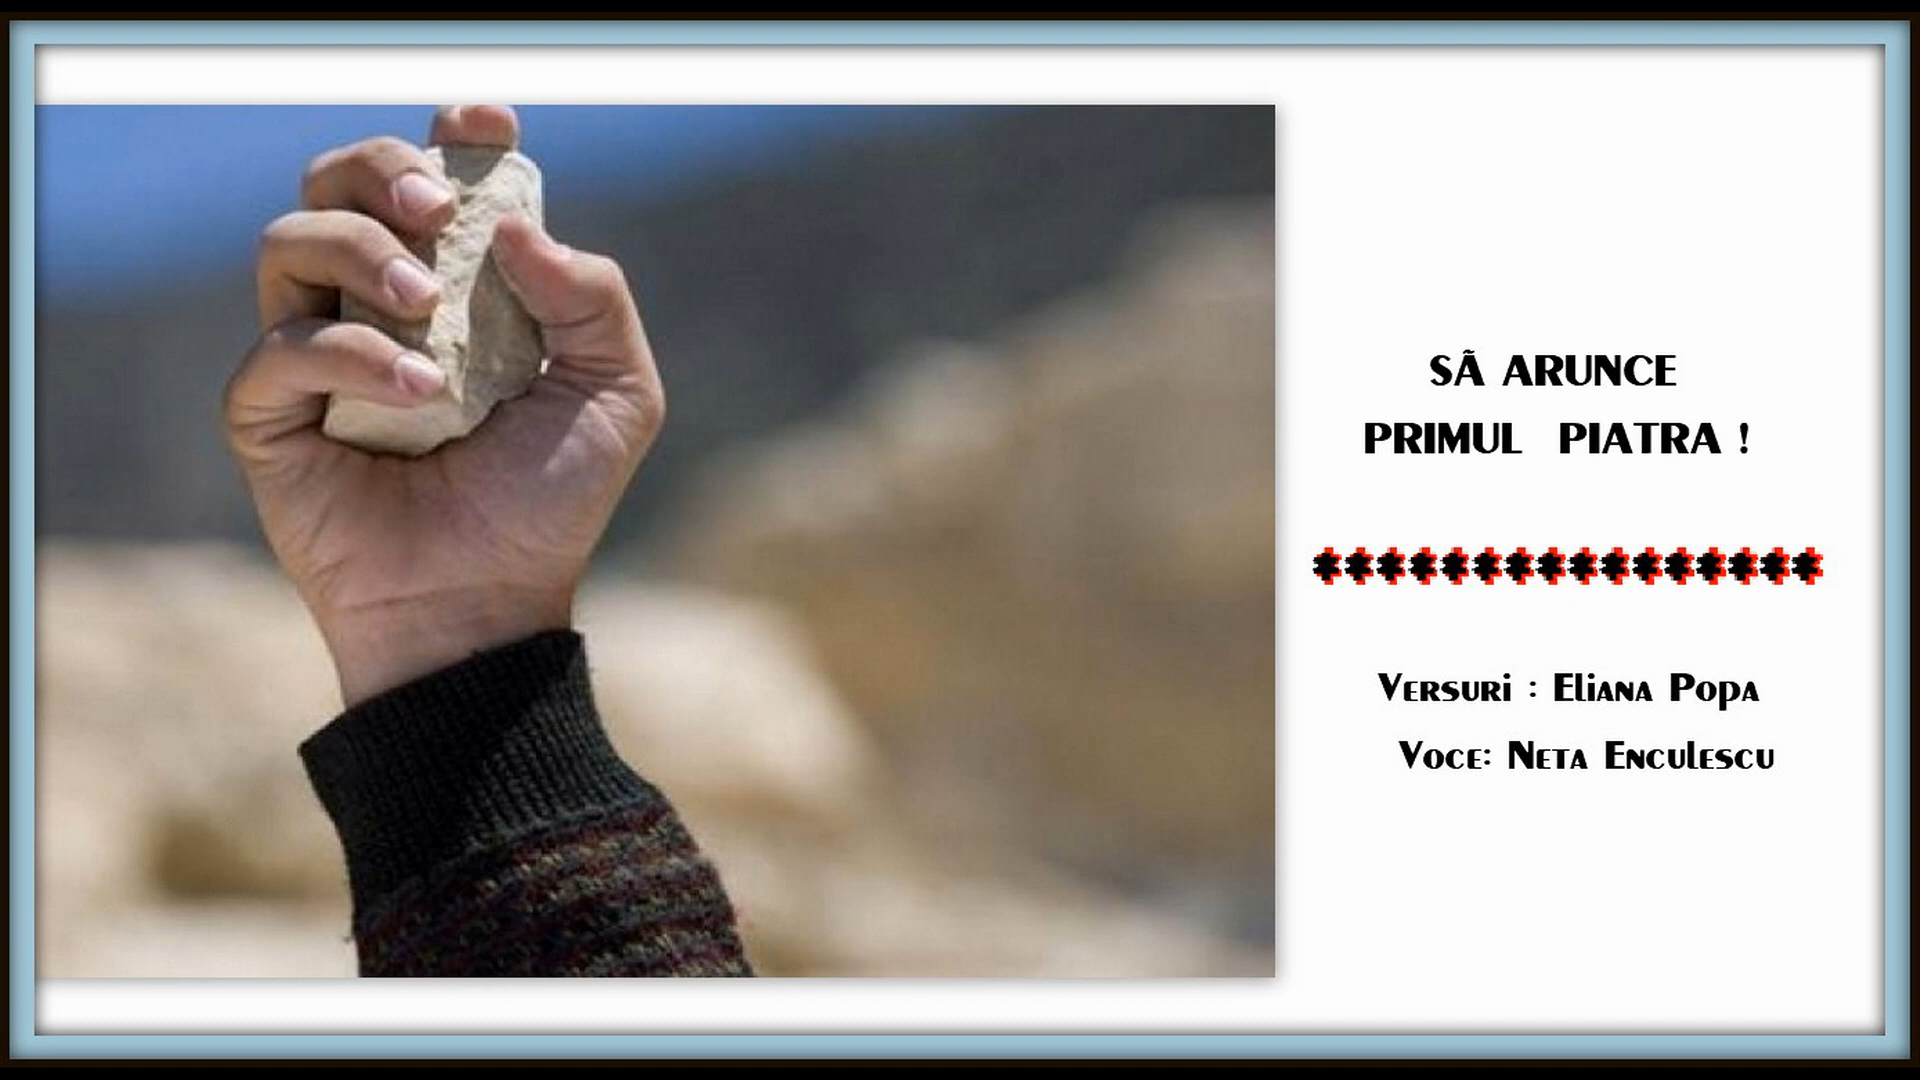 SÃ ARUNCE
PRIMUL PIATRA !
****************
Versuri : Eliana Popa
Voce: Neta Enculescu